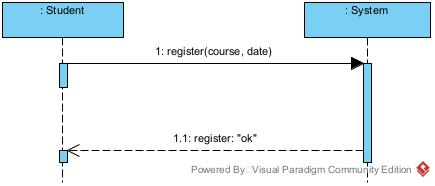 : Student
: System
1: register(course, date)
1.1: register: "ok"
Powered By Visual Paradigm Community Edition